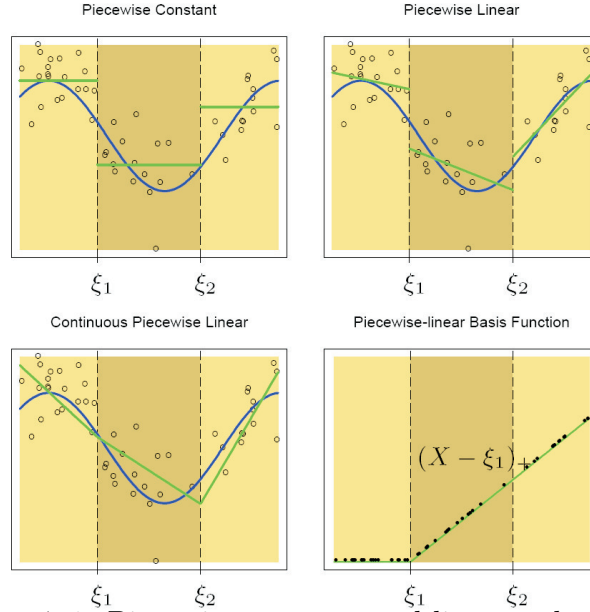 Piecewise Constant
Piecewise Linear
ξ1 ξ2
ξ1 ξ2
Continuous Piecewise Linear
Piecewise-linear Basis Function
(X − ξ1)+
ξ1 ξ2
ξ1 ξ2